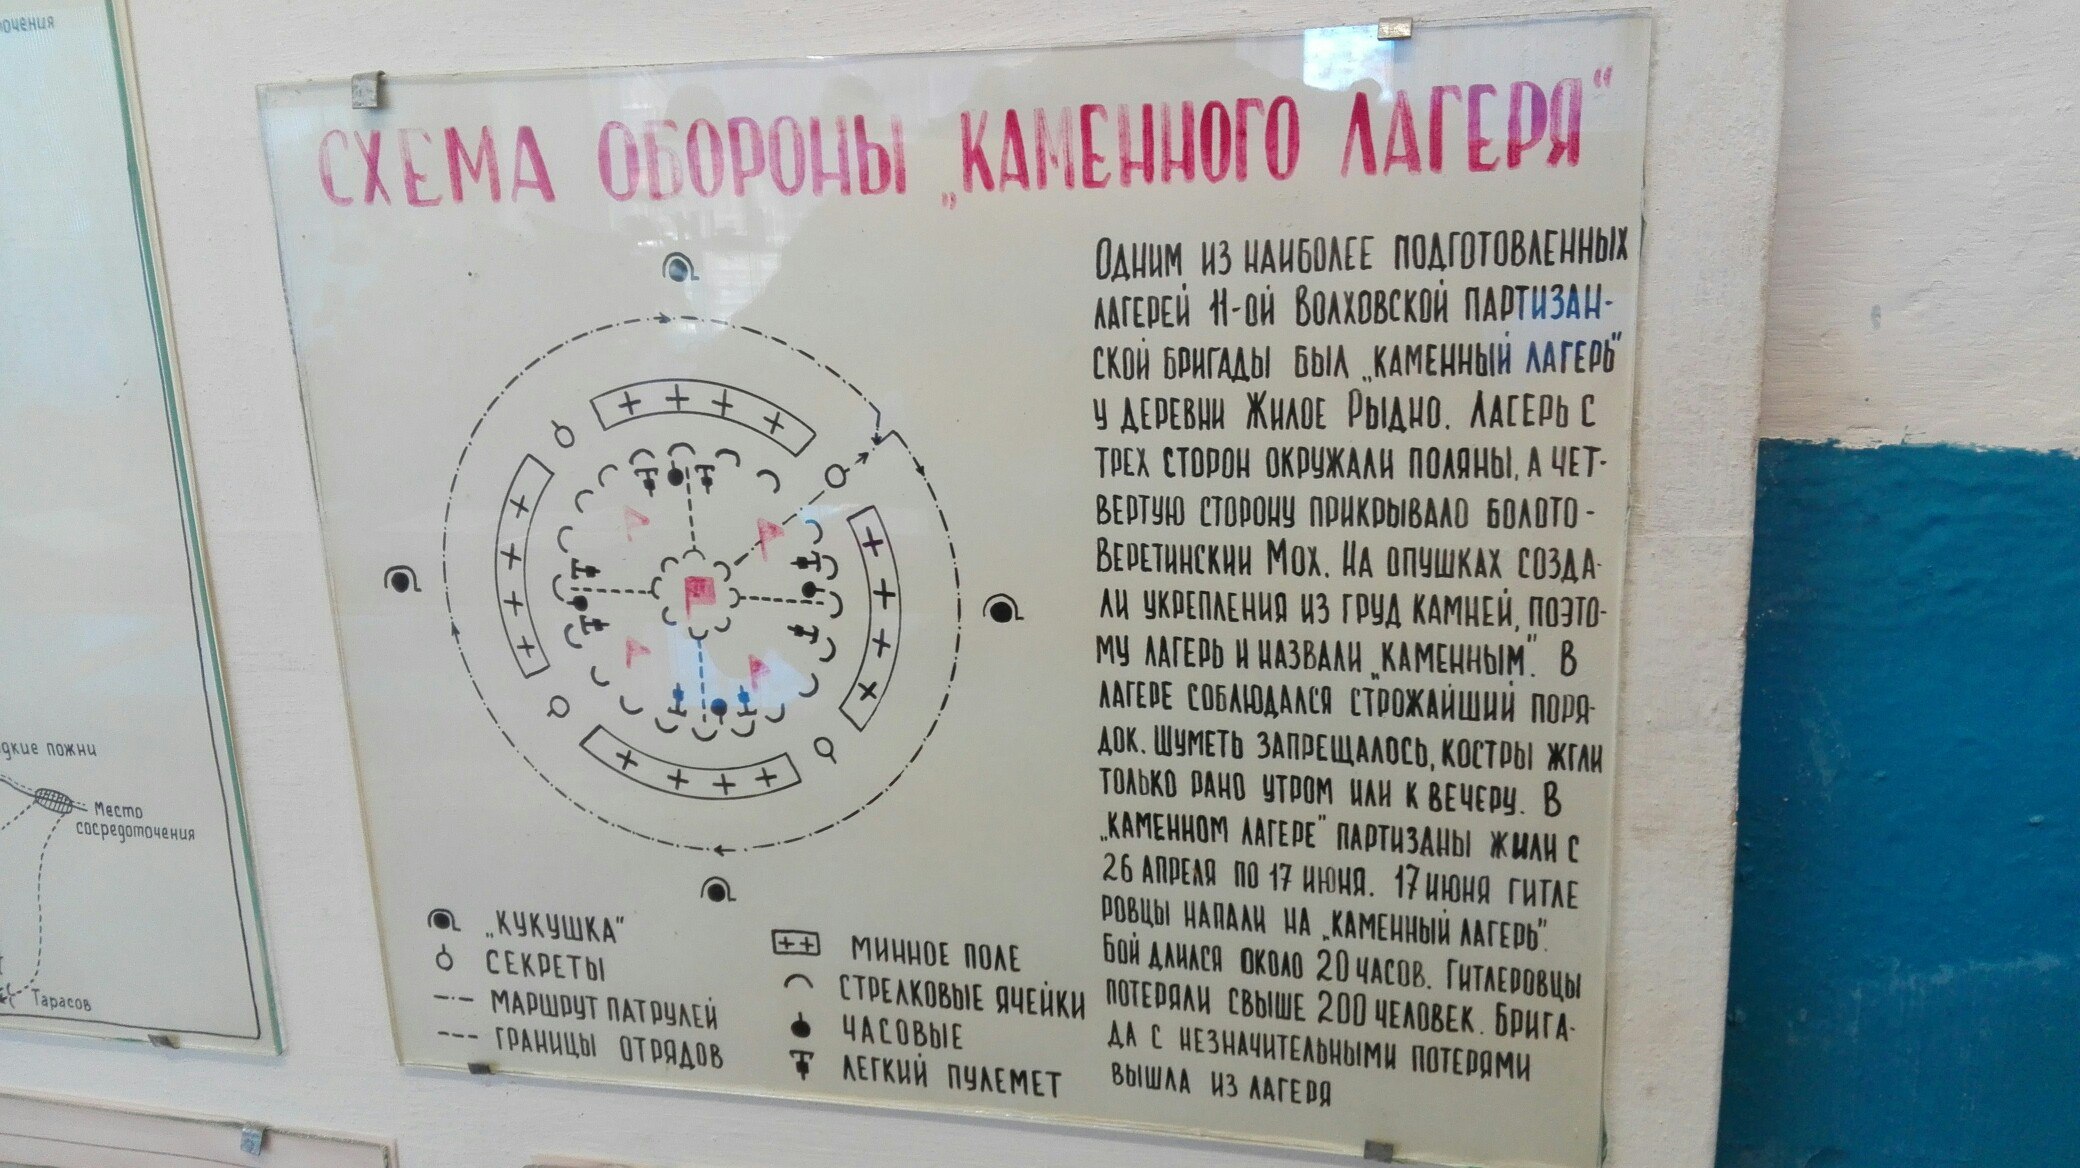 очения
СХЕМА ОБОРОНЫ „КАМЕННОГО ЛАГЕРЯ“
Одним из наиболее подготовленных
лагерей 11-ой Волховской партизан-
ской бригады был „Каменный лагерь“
у деревни Жилое Рыдно. Лагерь с
трех сторон окружали поляны, а чет-
вертую сторону прикрывало болото-
Веретинский Мох. На опушках созда-
ли укрепления из груд камней, поэто-
му лагерь и назвали „Каменным“. В
лагере соблюдался строжайший поря-
док. Шуметь запрещалось, костры жгли
только рано утром или к вечеру. В
„Каменном лагере“ партизаны жили с
26 апреля по 17 июня. 17 июня гитле
ровцы напали на „Каменный лагерь“.
Бой длился около 20 часов. Гитлеровцы
потеряли свыше 200 человек. Брига-
да с незначительными потерями
вышла из лагеря
„КУКУШКА“
СЕКРЕТЫ
МАРШРУТ ПАТРУЛЕЙ
ГРАНИЦЫ ОТРЯДОВ
МИННОЕ ПОЛЕ
СТРЕЛКОВЫЕ ЯЧЕЙКИ
ЧАСОВЫЕ
ЛЕГКИЙ ПУЛЕМЕТ
дкие пожни
Место
сосредоточения
Тарасов